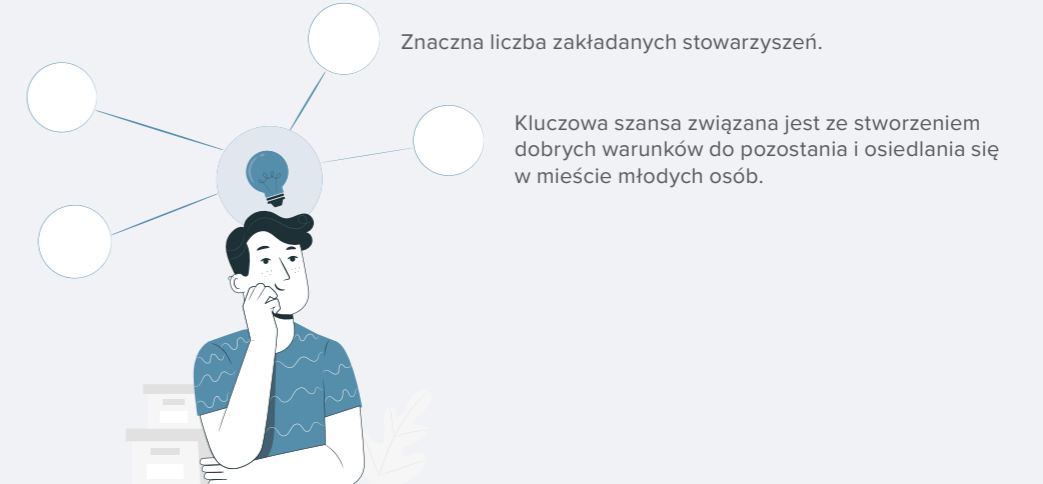 Znaczna liczba zakładanych stowarzyszeń.
Kluczowa szansa związana jest ze stworzeniem
dobrych warunków do pozostania i osiedlania się
w mieście młodych osób.